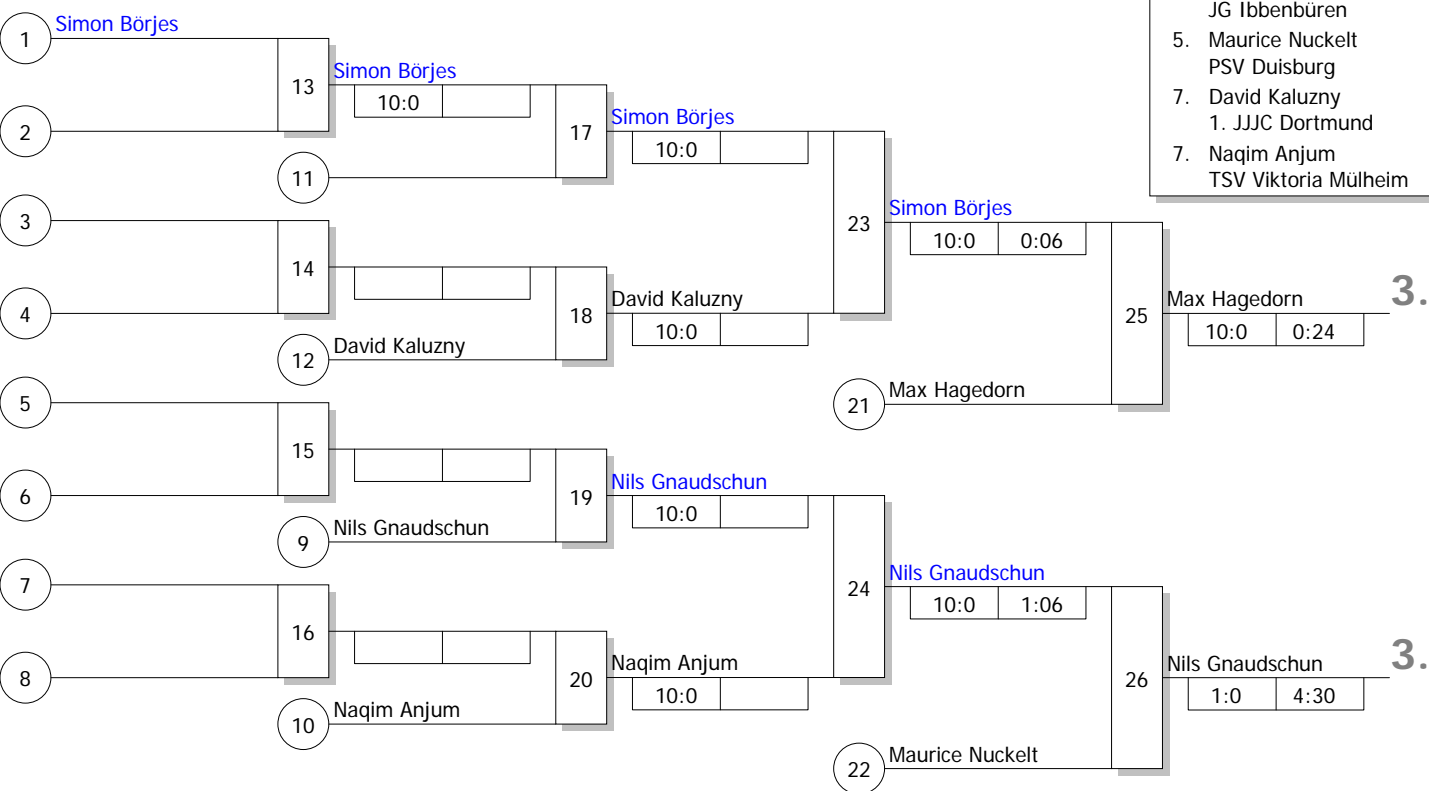 JG Ibbenbüren
5. Maurice Nuckelt
PSV Duisburg
7. David Kaluzny
1. JJJC Dortmund
7. Naqim Anjum
TSV Viktoria Mülheim
1 Simon Börjes
2
13
Simon Börjes
10:0
11
17
Simon Börjes
10:0
3
4
14
12 David Kaluzny
18
David Kaluzny
10:0
23
Simon Börjes
10:0 0:06
21 Max Hagedorn
25
Max Hagedorn
10:0 0:24
3.
5
6
15
9 Nils Gnaudschun
19
Nils Gnaudschun
10:0
7
8
16
10 Naqim Anjum
20
Naqim Anjum
10:0
24
Nils Gnaudschun
10:0 1:06
22 Maurice Nuckelt
26
Nils Gnaudschun
1:0 4:30
3.